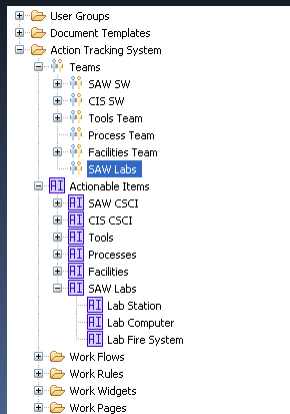 User Groups
Document Templates
Action Tracking System
Teams
SAW SW
CIS SW
Tools Team
Process Team
Facilities Team
SAW Labs
AI Actionable Items
AI SAW CSCI
AI CIS CSCI
AI Tools
AI Processes
AI Facilities
AI SAW Labs
AI Lab Station
AI Lab Computer
AI Lab Fire System
Work Flows
Work Rules
Work Widgets
Work Pages